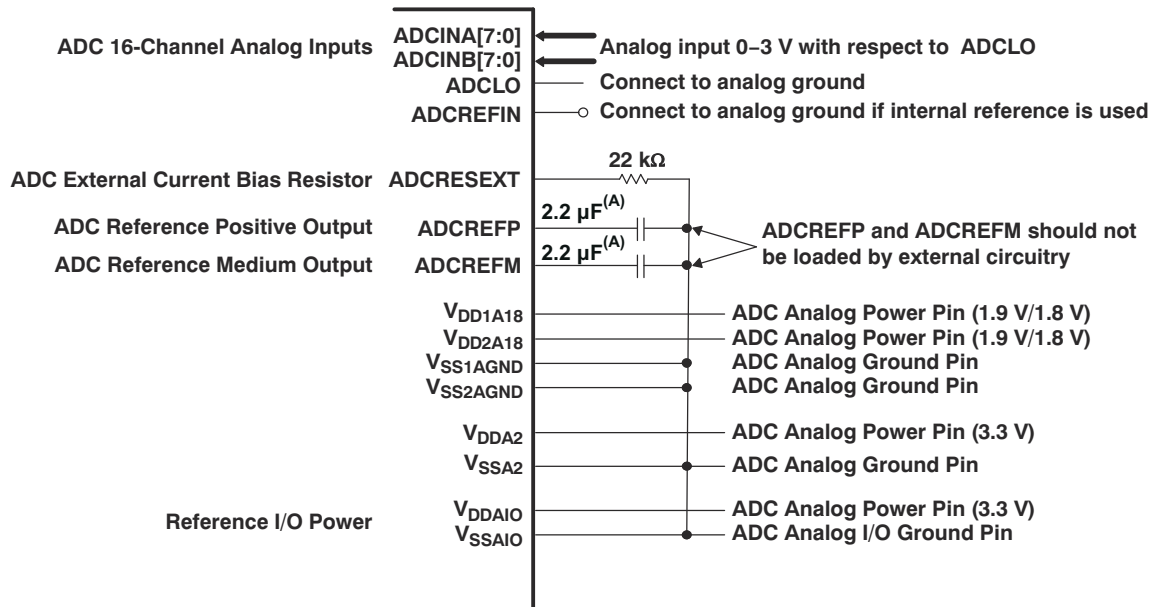 ADC 16-Channel Analog Inputs ADCINA[7:0] Analog input 0–3 V with respect to ADCLO
ADCINB[7:0]
ADCLO Connect to analog ground
ADCREFIN Connect to analog ground if internal reference is used
22 kΩ
ADC External Current Bias Resistor ADCRESEXT
2.2 µF(A)
ADC Reference Positive Output ADCREFP
ADCREFP and ADCREFM should not
be loaded by external circuitry
2.2 µF(A)
ADC Reference Medium Output ADCREFM
VDD1A18 ADC Analog Power Pin (1.9 V/1.8 V)
VDD2A18 ADC Analog Power Pin (1.9 V/1.8 V)
VSS1AGND ADC Analog Ground Pin
VSS2AGND ADC Analog Ground Pin
VDDA2 ADC Analog Power Pin (3.3 V)
VSSA2 ADC Analog Ground Pin
Reference I/O Power
VDDAIO ADC Analog Power Pin (3.3 V)
VSSAIO ADC Analog I/O Ground Pin